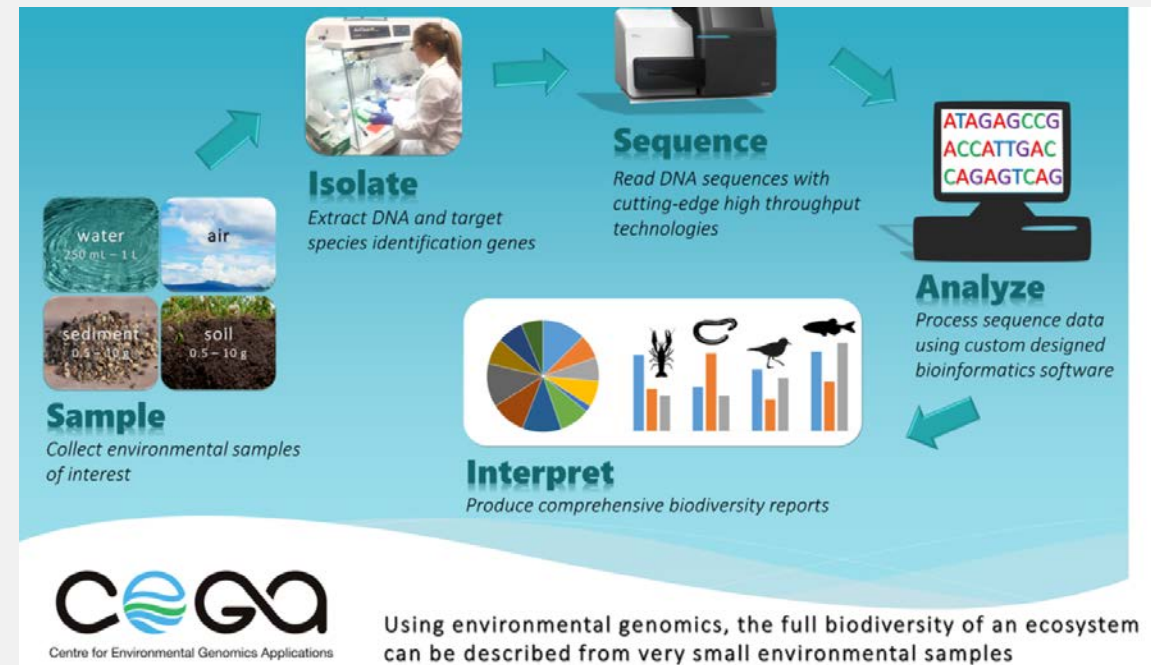 water
250 mL – 1 L
air
sediment
0.5 – 10 g
soil
0.5 – 10 g
Sample
Collect environmental samples
of interest
Isolate
Extract DNA and target
species identification genes
Sequence
Read DNA sequences with
cutting-edge high throughput
technologies
ATAGAGCCG
ACCATTGAC
CAGAGTCAG
Analyze
Process sequence data
using custom designed
bioinformatics software
Interpret
Produce comprehensive biodiversity reports
CEGA
Centre for Environmental Genomics Applications
Using environmental genomics, the full biodiversity of an ecosystem
can be described from very small environmental samples